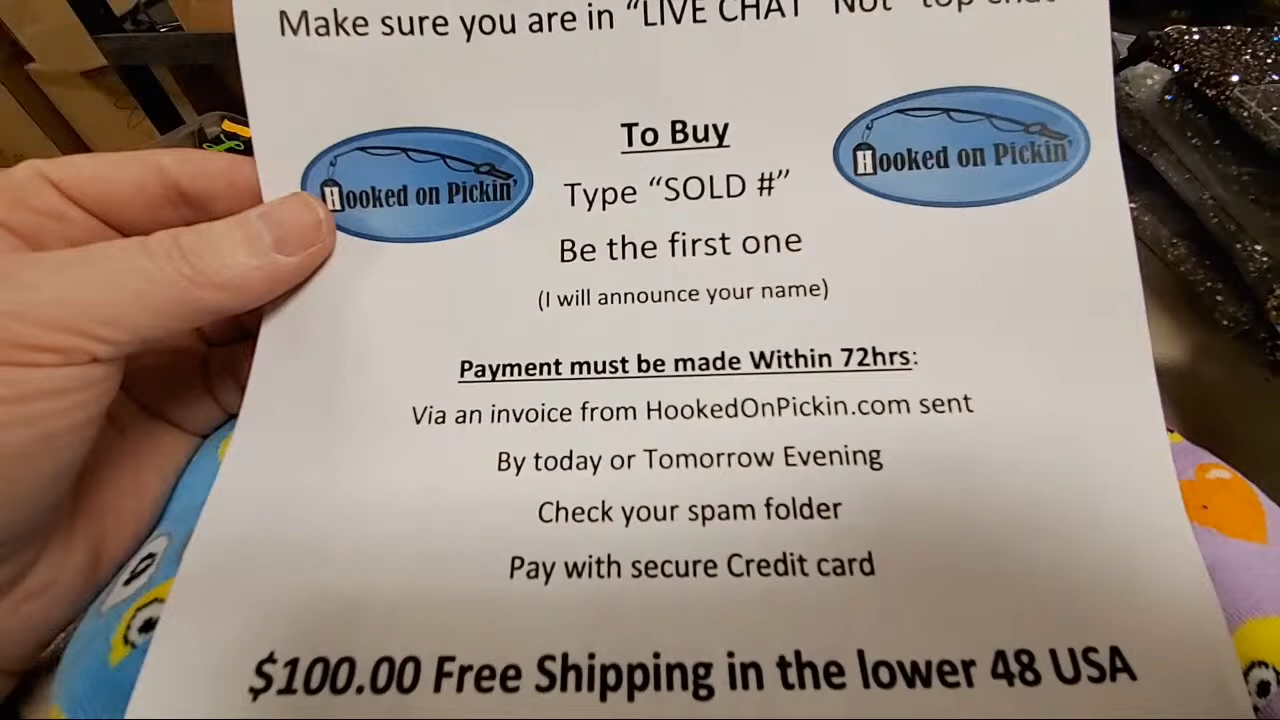 Make sure you are in "LIVE CHAT" Not "top chat"
To Buy
Hooked on Pickin'
Hooked on Pickin'
Type "SOLD #"
Be the first one
(I will announce your name)
Payment must be made Within 72hrs:
Via an invoice from HookedOnPickin.com sent
By today or Tomorrow Evening
Check your spam folder
Pay with secure Credit card
$100.00 Free Shipping in the lower 48 USA